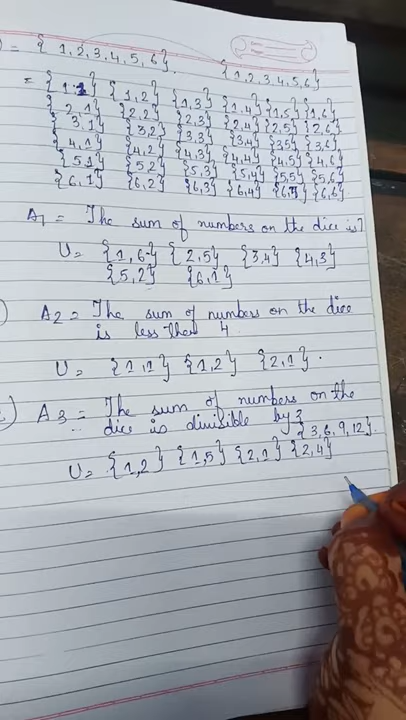 ) = { 1,2,3,4,5,6}. {1,2,3,4,5,6}
= {1,1} {1,2} {1,3} {1,4} {1,5} {1,6}
{2,1} {2,2} {2,3} {2,4} {2,5} {2,6}
{3,1} {3,2} {3,3} {3,4} {3,5} {3,6}
{4,1} {4,2} {4,3} {4,4} {4,5} {4,6}
{5,1} {5,2} {5,3} {5,4} {5,5} {5,6}
{6,1} {6,2} {6,3} {6,4} {6,5} {6,6}
A1 = The sum of numbers on the dice is 7
U = {1,6} {2,5} {3,4} {4,3}
{5,2} {6,1}
) A2 = The sum of numbers on the dice
is less than 4.
U = {1,1} {1,2} {2,1}.
) A3 = The sum of numbers on the
dice is divisible by 3
{3,6,9,12}.
U = {1,2} {1,5} {2,1} {2,4}